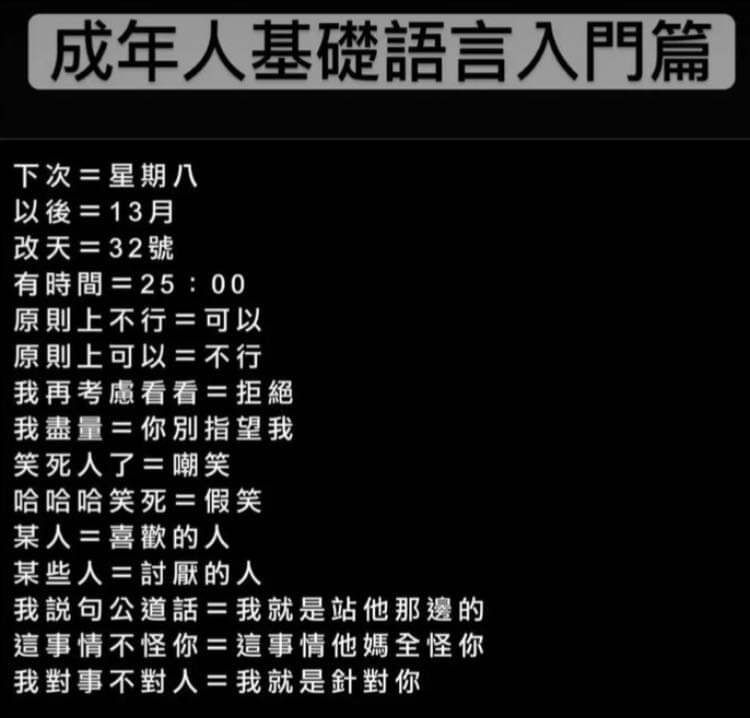 成年人基礎語言入門篇
下次＝星期八
以後＝13月
改天＝32號
有時間＝25：00
原則上不行＝可以
原則上可以＝不行
我再考慮看看＝拒絕
我盡量＝你別指望我
笑死人了＝嘲笑
哈哈哈笑死＝假笑
某人＝喜歡的人
某些人＝討厭的人
我說句公道話＝我就是站他那邊的
這事情不怪你＝這事情他媽全怪你
我對事不對人＝我就是針對你